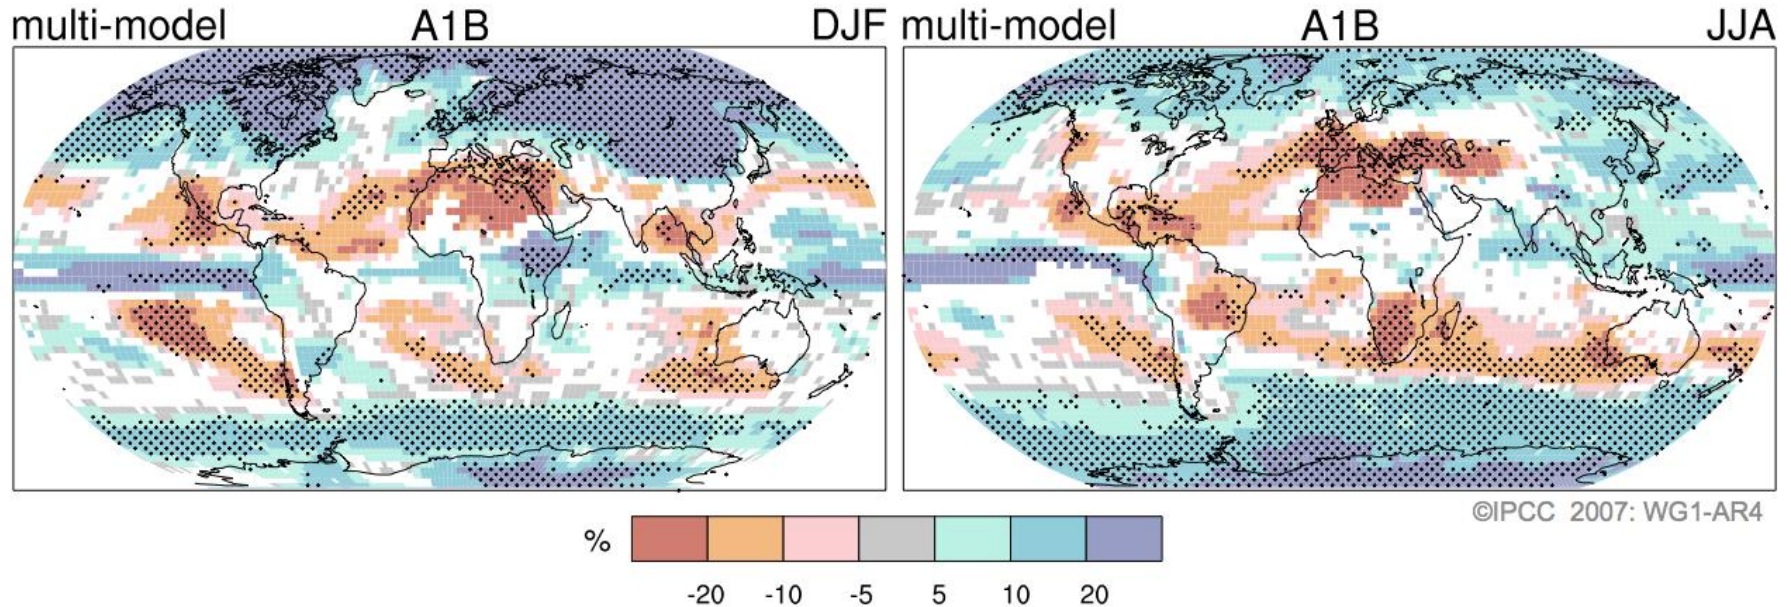 multi-model A1B DJF
multi-model A1B JJA
©IPCC 2007: WG1-AR4
%
-20 -10 -5 5 10 20